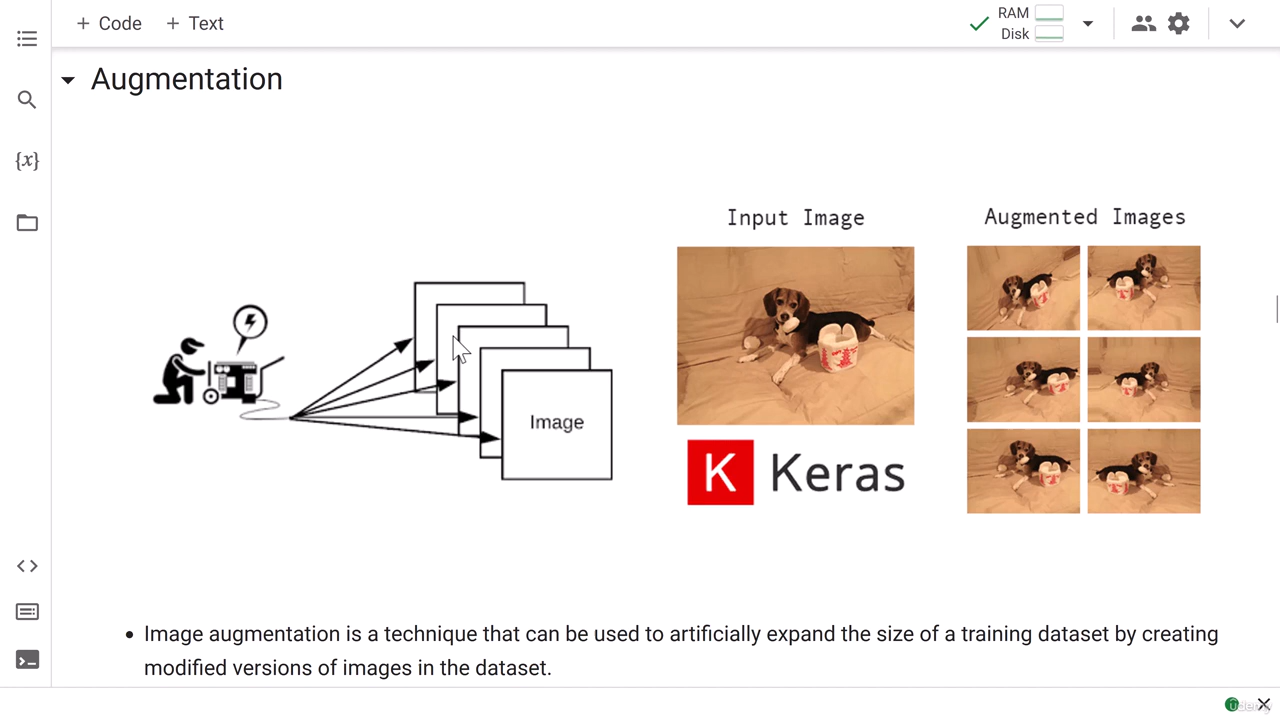 + Code + Text
RAM
Disk
{x}
Augmentation
Input Image
Augmented Images
Image
K Keras
• Image augmentation is a technique that can be used to artificially expand the size of a training dataset by creating
modified versions of images in the dataset.
udemy